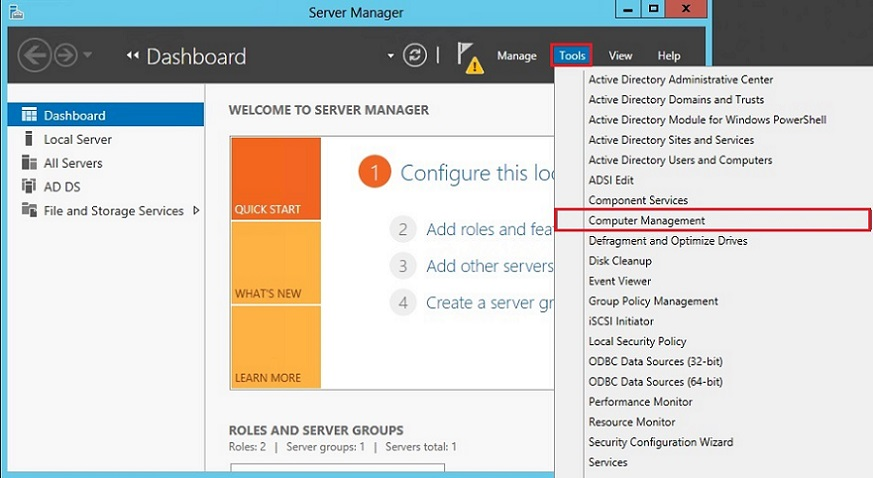 Server Manager
Dashboard
Manage
Tools
View
Help
Dashboard
Local Server
All Servers
AD DS
File and Storage Services
WELCOME TO SERVER MANAGER
QUICK START
WHAT'S NEW
LEARN MORE
1 Configure this loc
2 Add roles and fea
3 Add other servers
4 Create a server gr
ROLES AND SERVER GROUPS
Roles: 2 | Server groups: 1 | Servers total: 1
Active Directory Administrative Center
Active Directory Domains and Trusts
Active Directory Module for Windows PowerShell
Active Directory Sites and Services
Active Directory Users and Computers
ADSI Edit
Component Services
Computer Management
Defragment and Optimize Drives
Disk Cleanup
Event Viewer
Group Policy Management
iSCSI Initiator
Local Security Policy
ODBC Data Sources (32-bit)
ODBC Data Sources (64-bit)
Performance Monitor
Resource Monitor
Security Configuration Wizard
Services